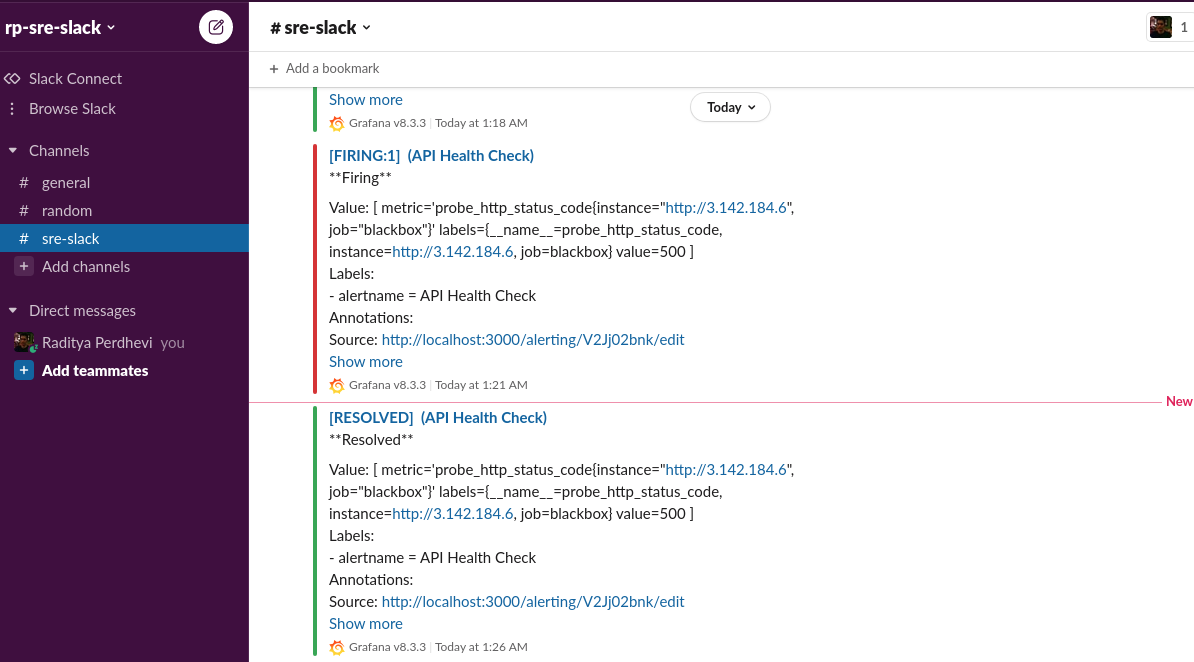 rp-sre-slack
Slack Connect
Browse Slack
Channels
# general
# random
# sre-slack
+ Add channels
Direct messages
Raditya Perdhevi you
+ Add teammates
# sre-slack
1
+ Add a bookmark
Today
Show more
Grafana v8.3.3 | Today at 1:18 AM
[FIRING:1] (API Health Check)
**Firing**
Value: [ metric='probe_http_status_code{instance="http://3.142.184.6",
job="blackbox"}' labels={__name__=probe_http_status_code,
instance=http://3.142.184.6, job=blackbox} value=500 ]
Labels:
- alertname = API Health Check
Annotations:
Source: http://localhost:3000/alerting/V2Jj02bnk/edit
Show more
Grafana v8.3.3 | Today at 1:21 AM
New
[RESOLVED] (API Health Check)
**Resolved**
Value: [ metric='probe_http_status_code{instance="http://3.142.184.6",
job="blackbox"}' labels={__name__=probe_http_status_code,
instance=http://3.142.184.6, job=blackbox} value=500 ]
Labels:
- alertname = API Health Check
Annotations:
Source: http://localhost:3000/alerting/V2Jj02bnk/edit
Show more
Grafana v8.3.3 | Today at 1:26 AM